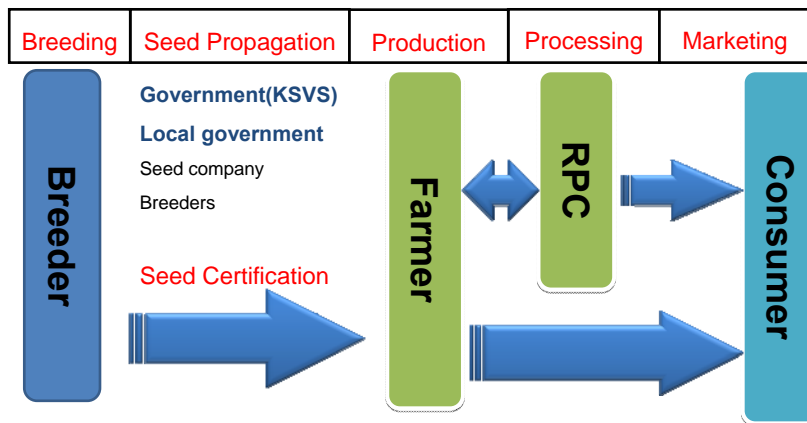 Breeding
Seed Propagation
Production
Processing
Marketing
Breeder
Government(KSVS)
Local government
Seed company
Breeders
Seed Certification
Farmer
RPC
Consumer